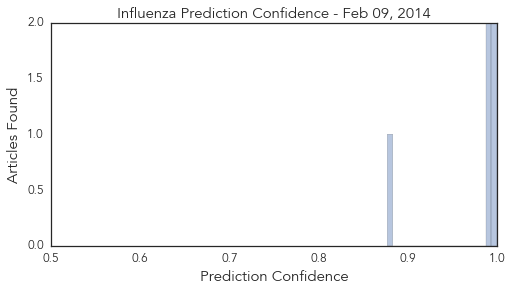 Influenza Prediction Confidence - Feb 09, 2014
2.0
1.5
1.0
0.5
0.0
Articles Found
0.5 0.6 0.7 0.8 0.9 1.0
Prediction Confidence